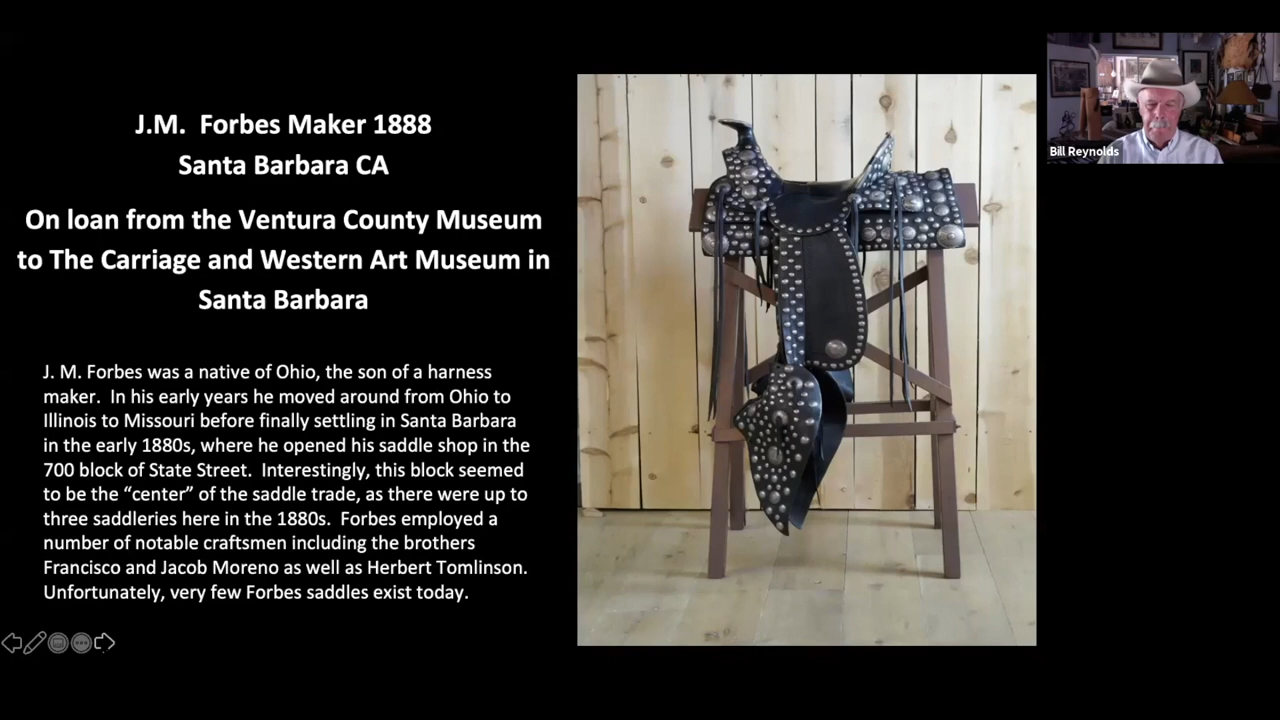 J.M. Forbes Maker 1888
Santa Barbara CA
On loan from the Ventura County Museum
to The Carriage and Western Art Museum in
Santa Barbara
J. M. Forbes was a native of Ohio, the son of a harness
maker. In his early years he moved around from Ohio to
Illinois to Missouri before finally settling in Santa Barbara
in the early 1880s, where he opened his saddle shop in the
700 block of State Street. Interestingly, this block seemed
to be the “center” of the saddle trade, as there were up to
three saddleries here in the 1880s. Forbes employed a
number of notable craftsmen including the brothers
Francisco and Jacob Moreno as well as Herbert Tomlinson.
Unfortunately, very few Forbes saddles exist today.
Bill Reynolds